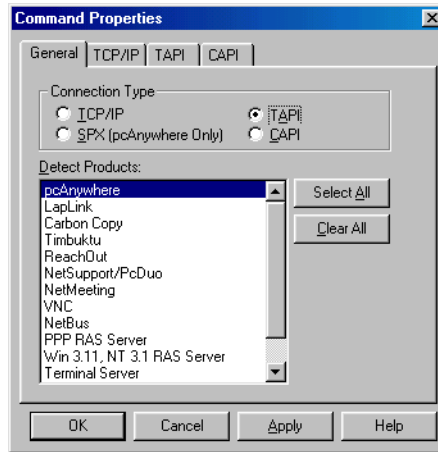 Command Properties
General TCP/IP TAPI CAPI
Connection Type
TCP/IP TAPI
SPX (pcAnywhere Only) CAPI
Detect Products:
pcAnywhere Select All
LapLink
Carbon Copy Clear All
Timbuktu
ReachOut
NetSupport/PcDuo
NetMeeting
VNC
NetBus
PPP RAS Server
Win 3.11, NT 3.1 RAS Server
Terminal Server
OK Cancel Apply Help